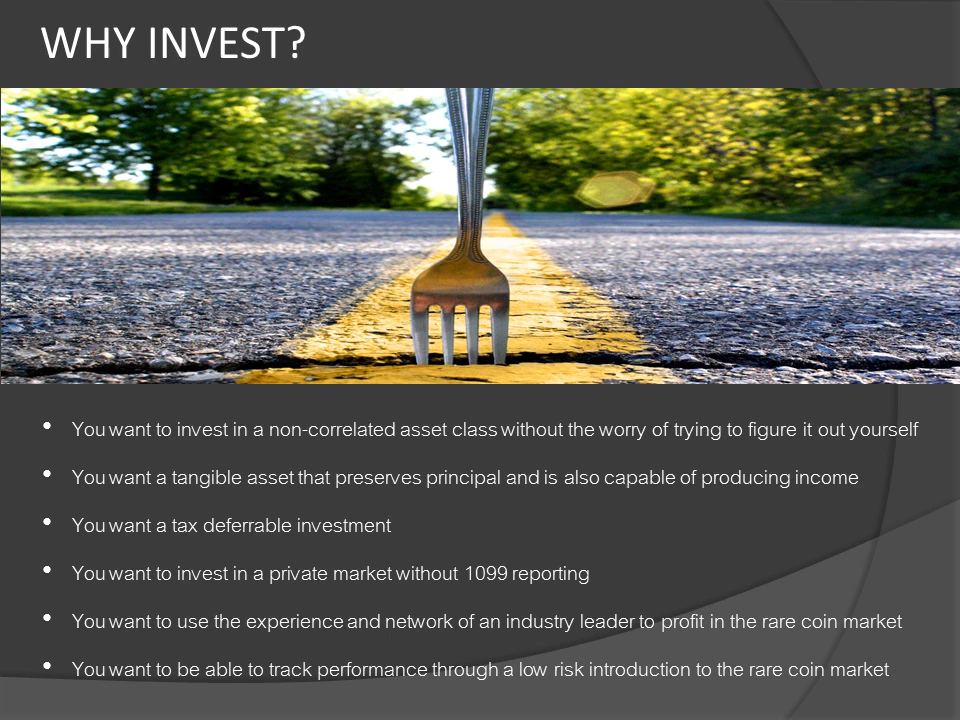 WHY INVEST?
• You want to invest in a non-correlated asset class without the worry of trying to figure it out yourself
• You want a tangible asset that preserves principal and is also capable of producing income
• You want a tax deferrable investment
• You want to invest in a private market without 1099 reporting
• You want to use the experience and network of an industry leader to profit in the rare coin market
• You want to be able to track performance through a low risk introduction to the rare coin market